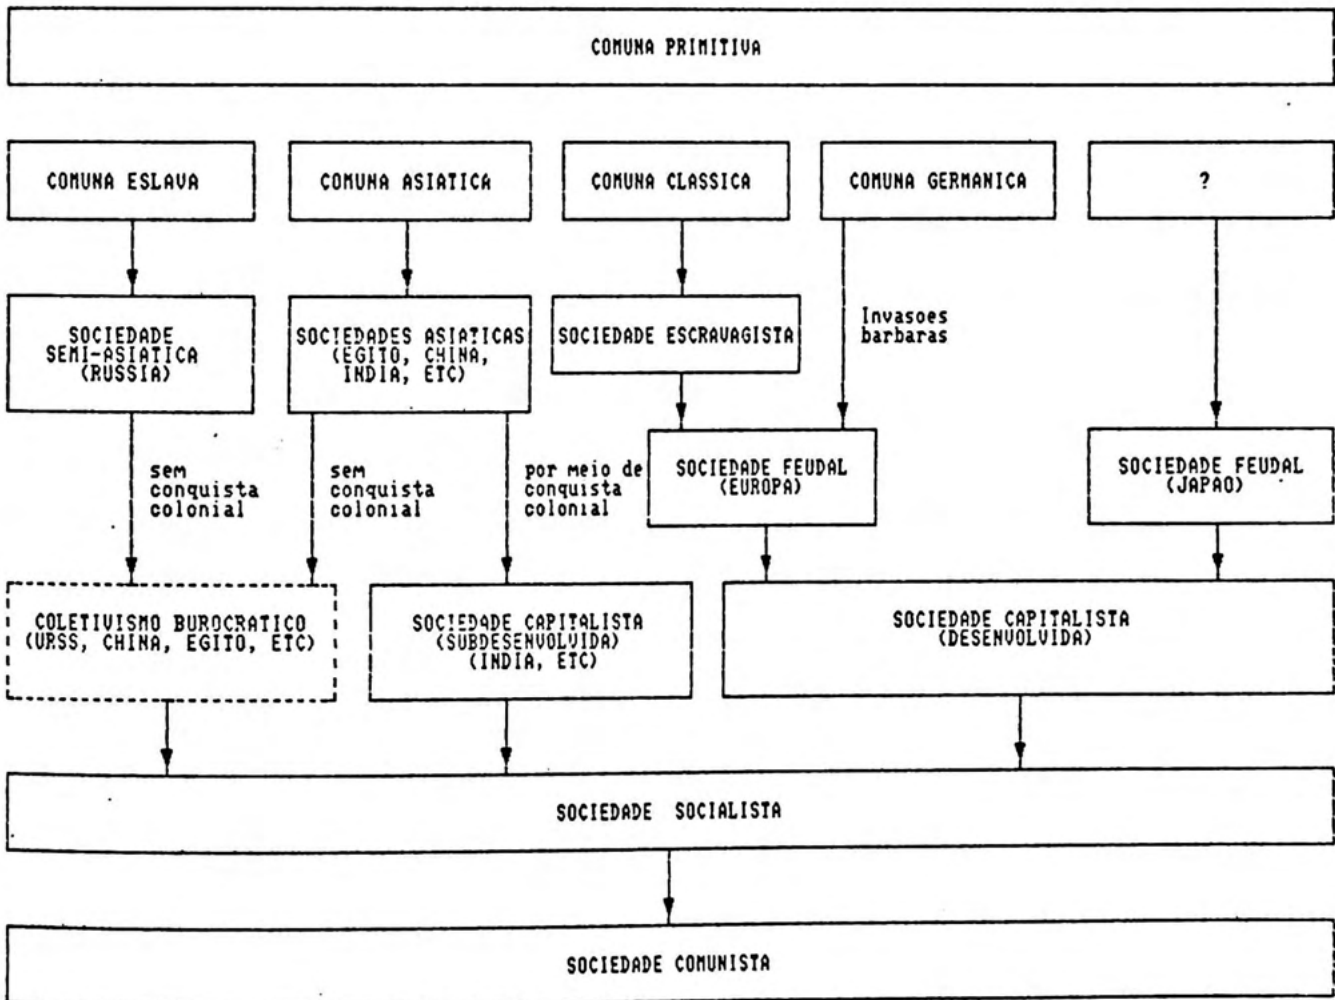 COMUNA PRIMITIVA
COMUNA ESLAVA
COMUNA ASIATICA
COMUNA CLASSICA
COMUNA GERMANICA
?
SOCIEDADE
SEMI-ASIATICA
(RUSSIA)
SOCIEDADES ASIATICAS
(EGITO, CHINA,
INDIA, ETC)
SOCIEDADE ESCRAVAGISTA
Invasoes
barbaras
sem
conquista
colonial
sem
conquista
colonial
por meio de
conquista
colonial
SOCIEDADE FEUDAL
(EUROPA)
SOCIEDADE FEUDAL
(JAPAO)
COLETIVISMO BUROCRATICO
(URSS, CHINA, EGITO, ETC)
SOCIEDADE CAPITALISTA
(SUBDESENVOLVIDA)
(INDIA, ETC)
SOCIEDADE CAPITALISTA
(DESENVOLVIDA)
SOCIEDADE SOCIALISTA
SOCIEDADE COMUNISTA